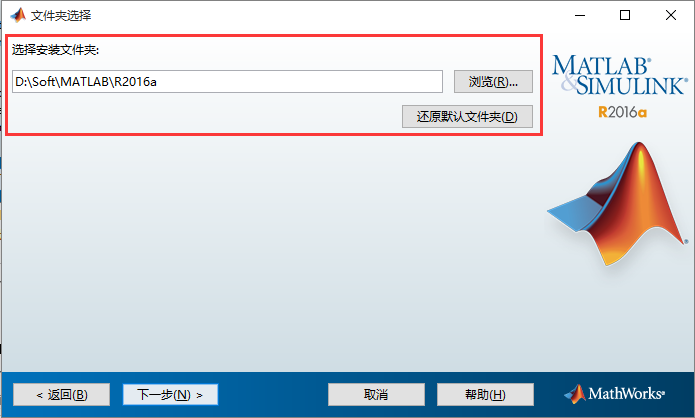 文件夹选择
选择安装文件夹:
D:\Soft\MATLAB\R2016a
浏览(R)...
还原默认文件夹(D)
MATLAB®
&SIMULINK®
R2016a
®
< 返回(B)
下一步(N) >
取消
帮助(H)
MathWorks®